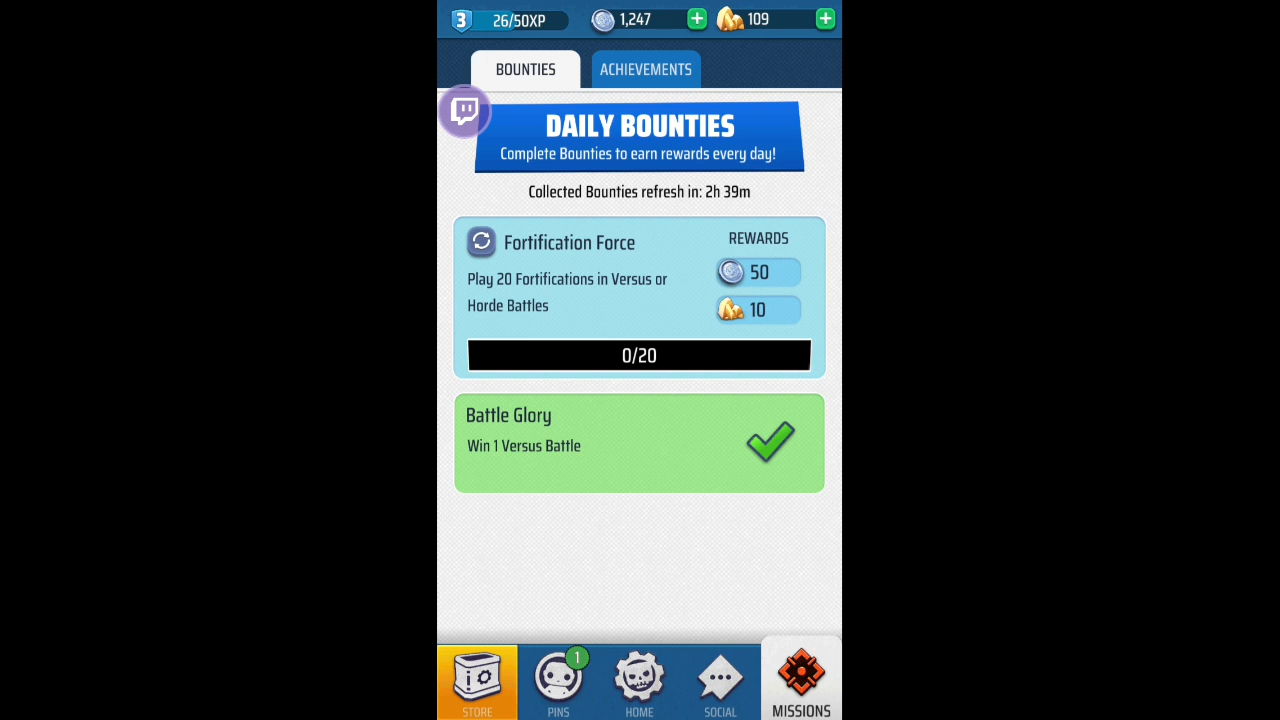 3 26/50XP 1,247 109
BOUNTIES ACHIEVEMENTS
DAILY BOUNTIES
Complete Bounties to earn rewards every day!
Collected Bounties refresh in: 2h 39m
Fortification Force
REWARDS
Play 20 Fortifications in Versus or
Horde Battles
50
10
0/20
Battle Glory
Win 1 Versus Battle
1
STORE PINS HOME SOCIAL MISSIONS